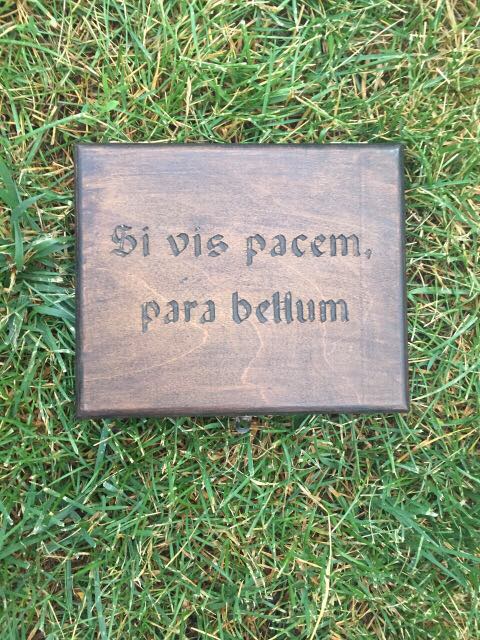 Si vis pacem,
para bellum